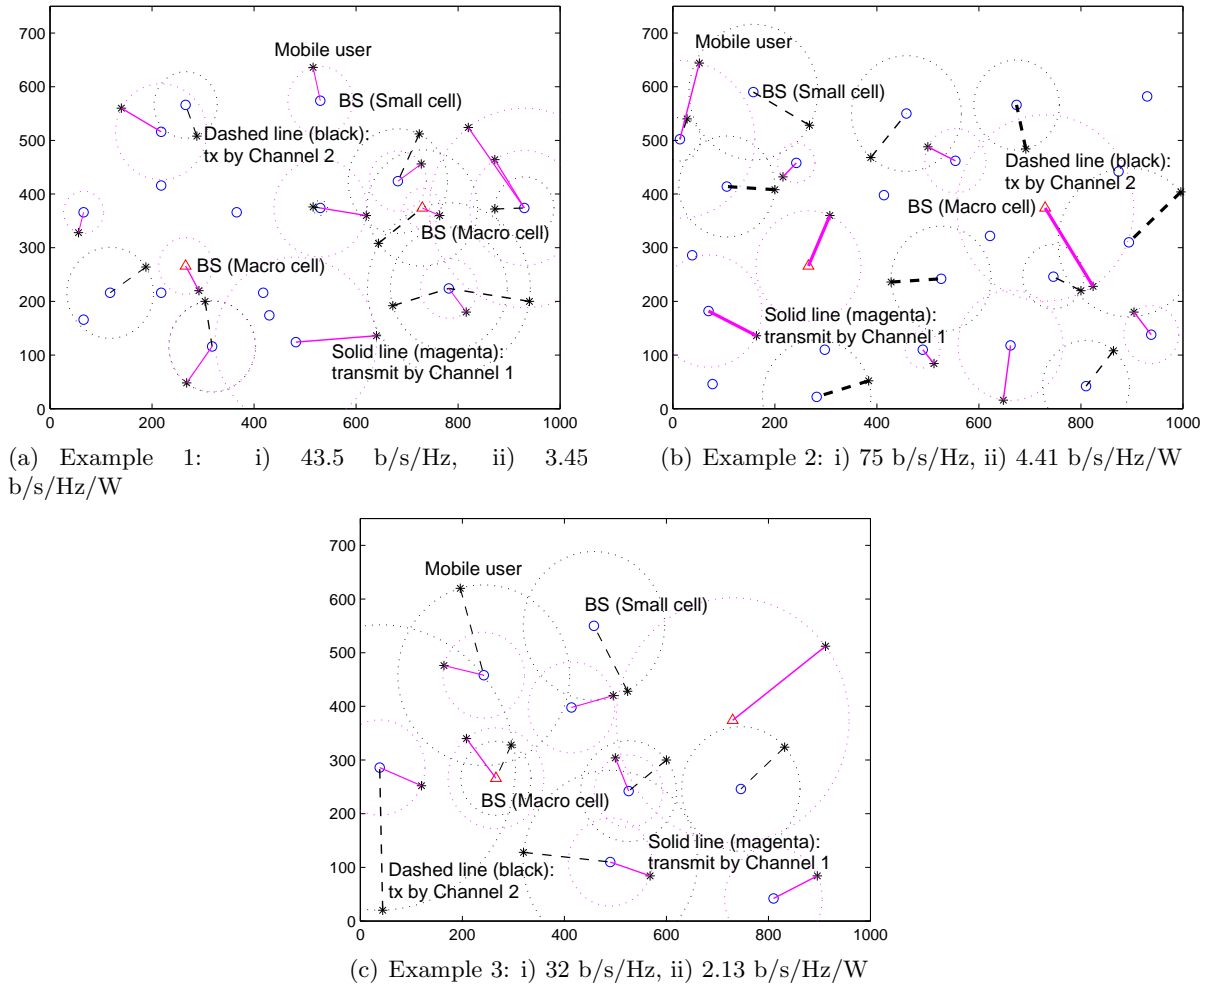 700
600
500
400
300
200
100
0
0 200 400 600 800 1000
Mobile user
BS (Small cell)
Dashed line (black):
tx by Channel 2
BS (Macro cell)
BS (Macro cell)
Solid line (magenta):
transmit by Channel 1
(a) Example 1: i) 43.5 b/s/Hz, ii) 3.45
b/s/Hz/W
700
600
500
400
300
200
100
0
0 200 400 600 800 1000
Mobile user
BS (Small cell)
Dashed line (black):
tx by Channel 2
BS (Macro cell)
Solid line (magenta):
transmit by Channel 1
(b) Example 2: i) 75 b/s/Hz, ii) 4.41 b/s/Hz/W
700
600
500
400
300
200
100
0
0 200 400 600 800 1000
Mobile user
BS (Small cell)
BS (Macro cell)
Solid line (magenta):
transmit by Channel 1
Dashed line (black):
tx by Channel 2
(c) Example 3: i) 32 b/s/Hz, ii) 2.13 b/s/Hz/W